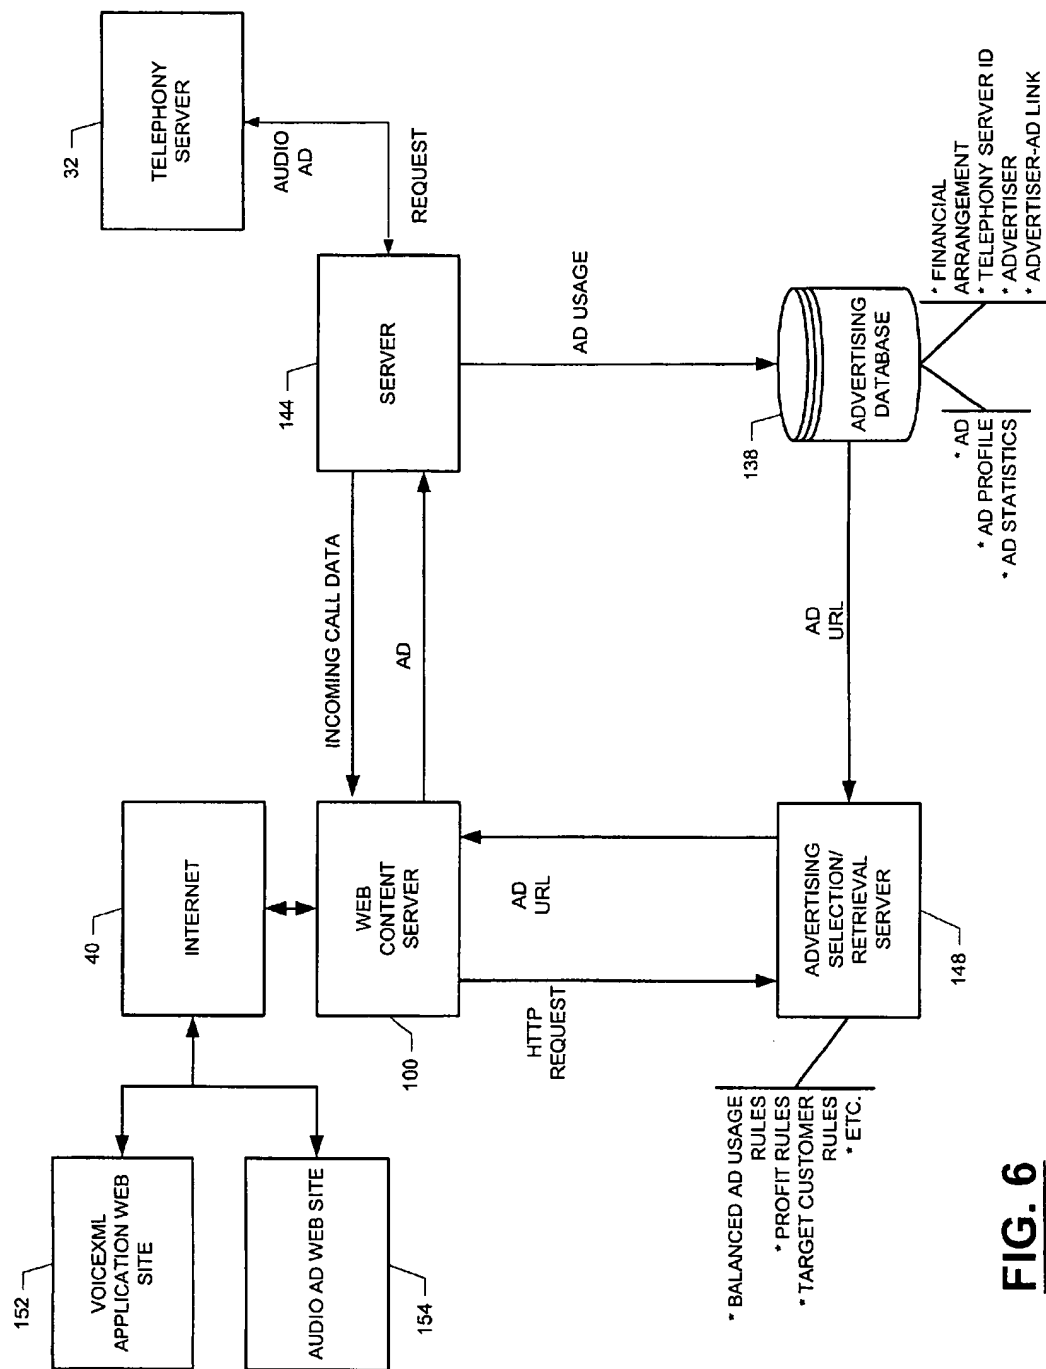 152
VOICEXML
APPLICATION WEB
SITE
AUDIO AD WEB SITE
154
40
INTERNET
WEB
CONTENT
SERVER
100
INCOMING CALL DATA
AD
144
SERVER
32
TELEPHONY
SERVER
AUDIO
AD
REQUEST
HTTP
REQUEST
AD
URL
AD USAGE
* BALANCED AD USAGE
RULES
* PROFIT RULES
* TARGET CUSTOMER
RULES
* ETC.
ADVERTISING
SELECTION/
RETRIEVAL
SERVER
148
AD
URL
138
ADVERTISING
DATABASE
* AD
* AD PROFILE
* AD STATISTICS
* FINANCIAL
ARRANGEMENT
* TELEPHONY SERVER ID
* ADVERTISER
* ADVERTISER-AD LINK
FIG. 6